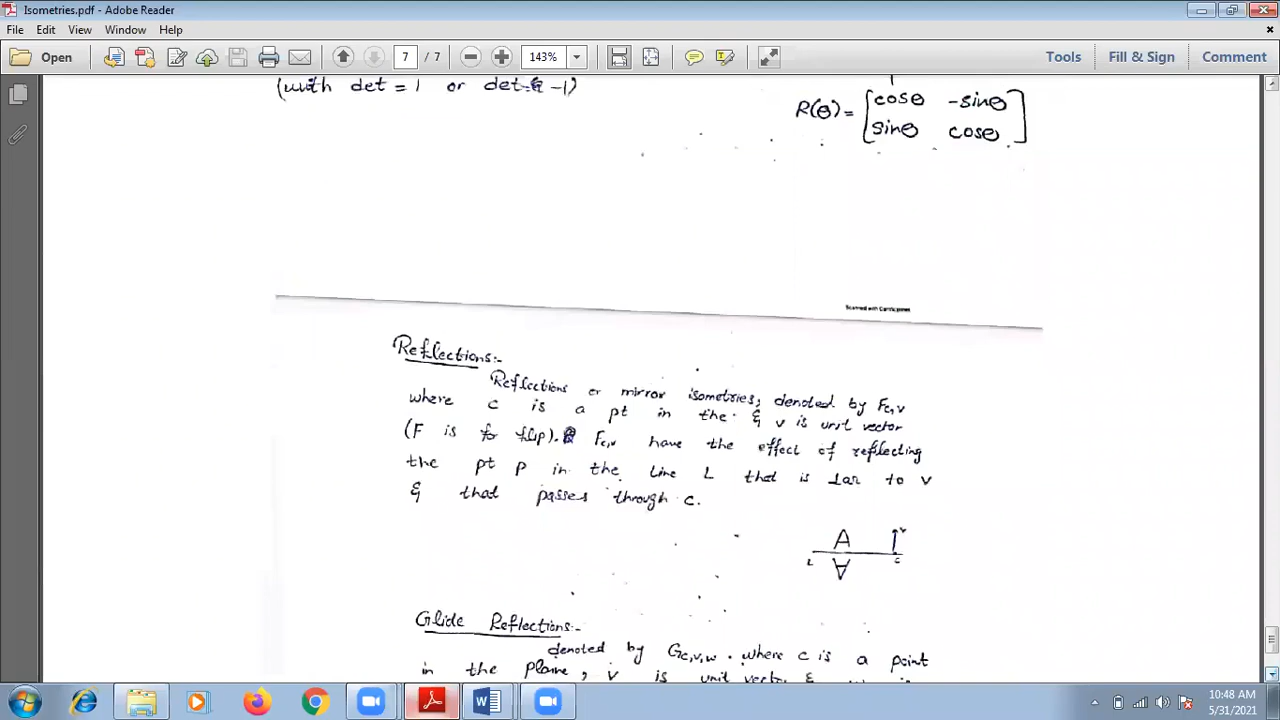 Isometries.pdf - Adobe Reader
File Edit View Window Help
Open 7 / 7 143% Tools Fill & Sign Comment
(with det = 1 or det = -1)
R(θ) = [cosθ -sinθ
sinθ cosθ]
Scanned with CamScanner
Reflections:-
Reflections or mirror isometries, denoted by Fc,v
where c is a pt in the & v is unit vector
(F is for flip). Fc,v have the effect of reflecting
the pt P in the line L that is ⊥ar to v
& that passes through c.
A v
L c
A
Glide Reflections:-
denoted by Gc,v,w. where c is a point
in the plane, v is unit vector &
10:48 AM
5/31/2021